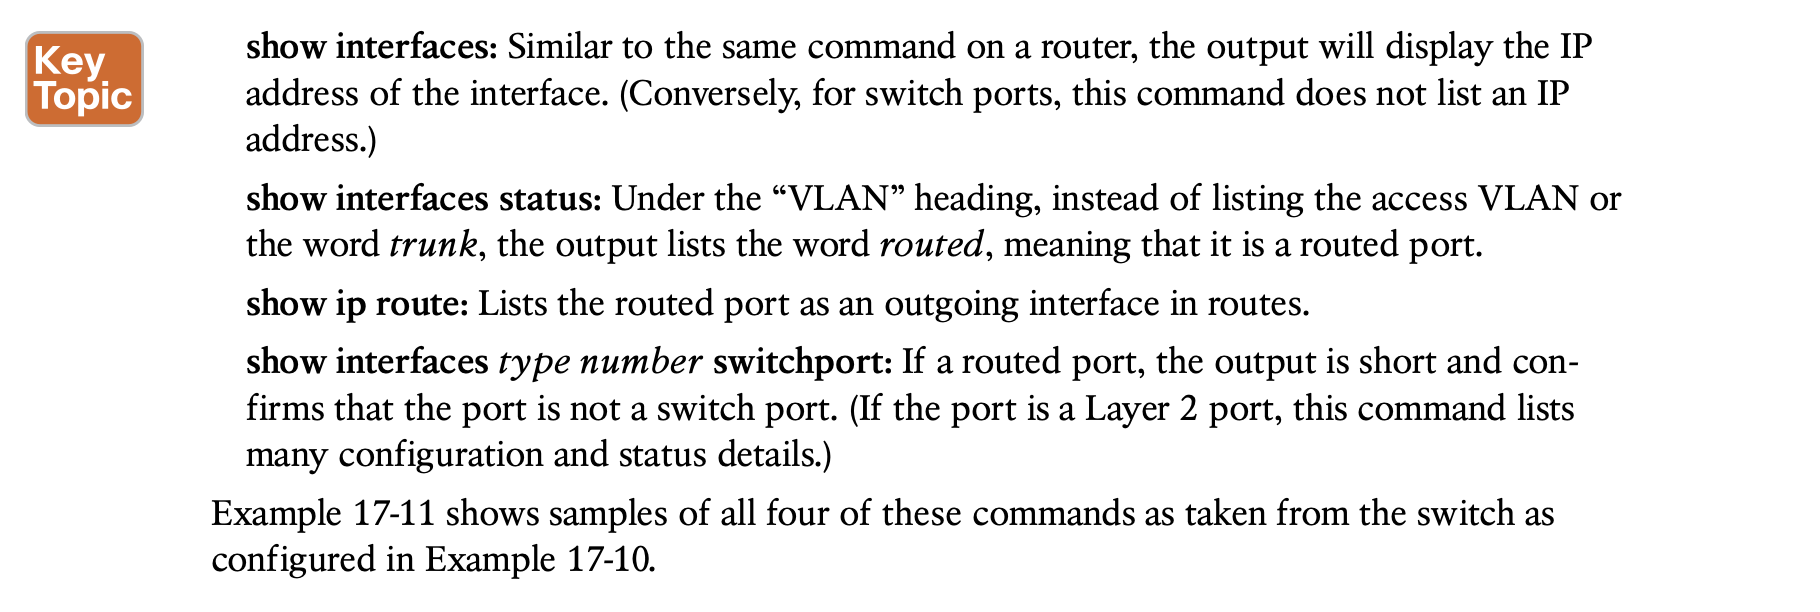 Key
Topic
show interfaces: Similar to the same command on a router, the output will display the IP
address of the interface. (Conversely, for switch ports, this command does not list an IP
address.)
show interfaces status: Under the “VLAN” heading, instead of listing the access VLAN or
the word trunk, the output lists the word routed, meaning that it is a routed port.
show ip route: Lists the routed port as an outgoing interface in routes.
show interfaces type number switchport: If a routed port, the output is short and con-
firms that the port is not a switch port. (If the port is a Layer 2 port, this command lists
many configuration and status details.)
Example 17-11 shows samples of all four of these commands as taken from the switch as
configured in Example 17-10.